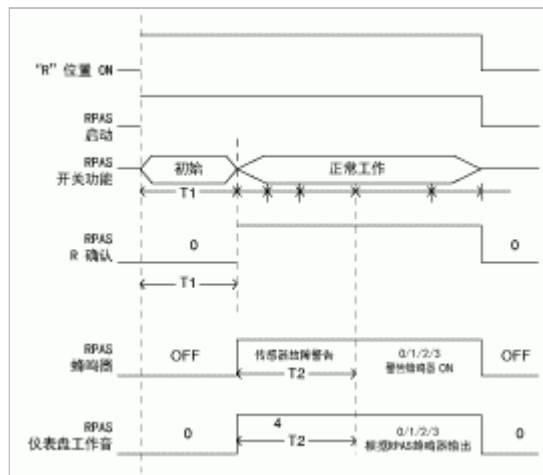 “R”位置 ON
RPAS
启动
RPAS
开关功能
初始
正常工作
T1
RPAS
R 确认
0
0
T1
RPAS
蜂鸣器
OFF
传感器故障警告
T2
0/1/2/3
警告蜂鸣器 ON
OFF
RPAS
仪表盘工作音
0
4
T2
0/1/2/3
根据RPAS蜂鸣器输出
0